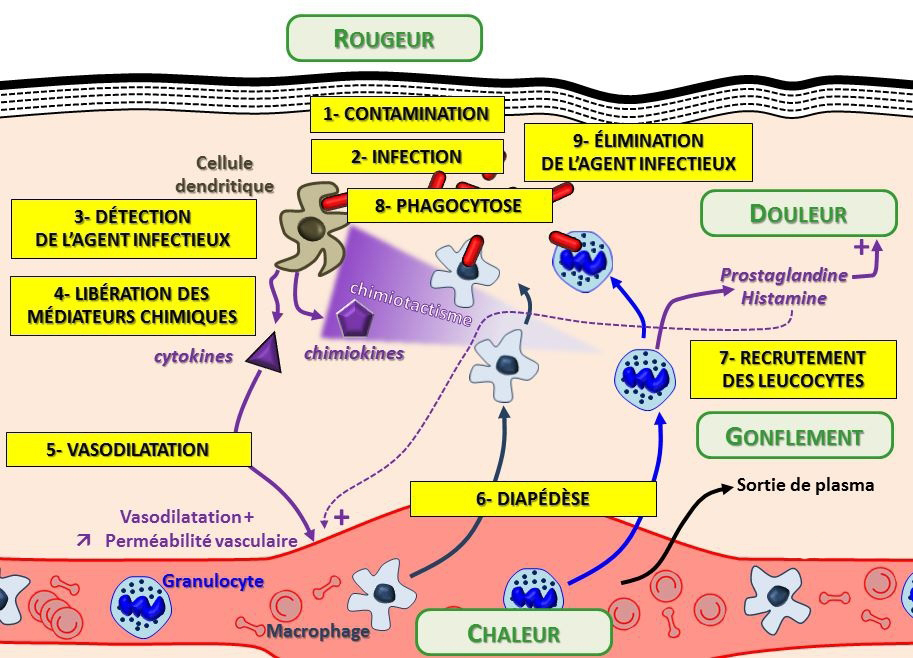 ROUGEUR
1- CONTAMINATION
2- INFECTION
9- ÉLIMINATION
DE L'AGENT INFECTIEUX
Cellule
dendritique
8- PHAGOCYTOSE
3- DÉTECTION
DE L'AGENT INFECTIEUX
DOULEUR
+
Prostaglandine
Histamine
4- LIBÉRATION DES
MÉDIATEURS CHIMIQUES
chimiotactisme
cytokines
chimiokines
7- RECRUTEMENT
DES LEUCOCYTES
5- VASODILATATION
GONFLEMENT
6- DIAPÉDÈSE
Sortie de plasma
Vasodilatation +
+
↗ Perméabilité vasculaire
Granulocyte
Macrophage
CHALEUR